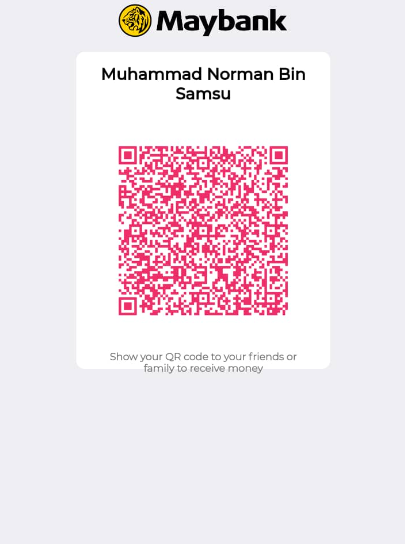 Maybank
Muhammad Norman Bin
Samsu
Show your QR code to your friends or
family to receive money